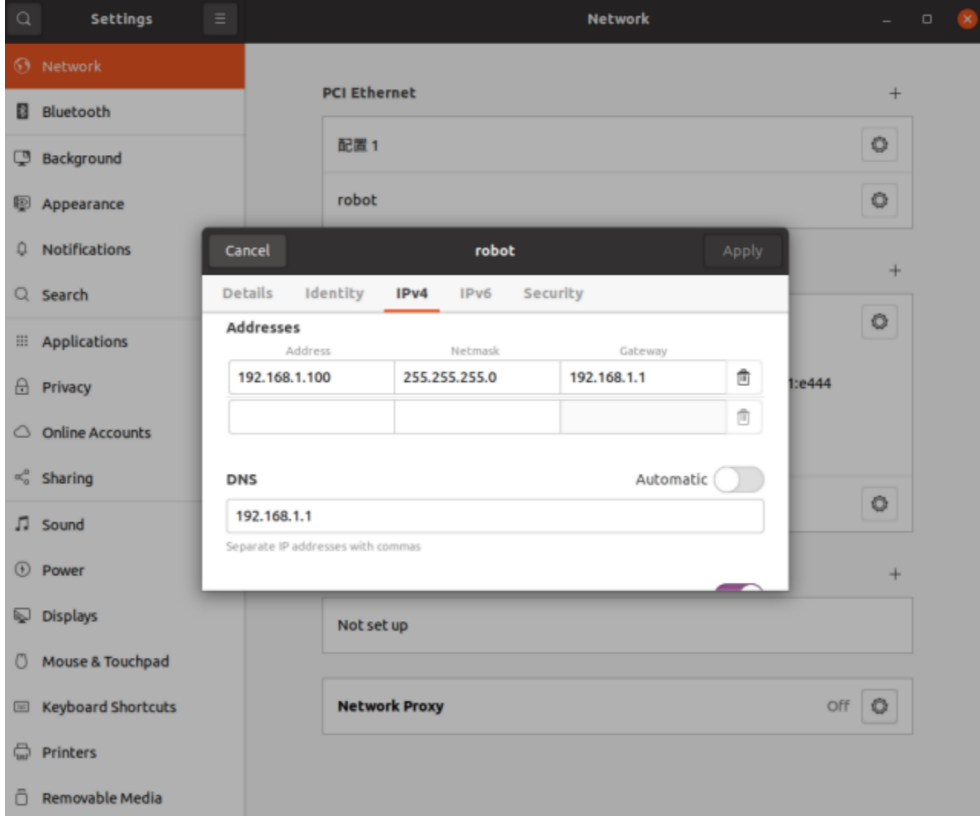 Settings
Network
Network
Bluetooth
Background
Appearance
Notifications
Search
Applications
Privacy
Online Accounts
Sharing
Sound
Power
Displays
Mouse & Touchpad
Keyboard Shortcuts
Printers
Removable Media
PCI Ethernet
配置 1
robot
Cancel
robot
Apply
Details Identity IPv4 IPv6 Security
Addresses
Address Netmask Gateway
192.168.1.100 255.255.255.0 192.168.1.1
DNS
Automatic
192.168.1.1
Separate IP addresses with commas
1:e444
Not set up
Network Proxy
Off